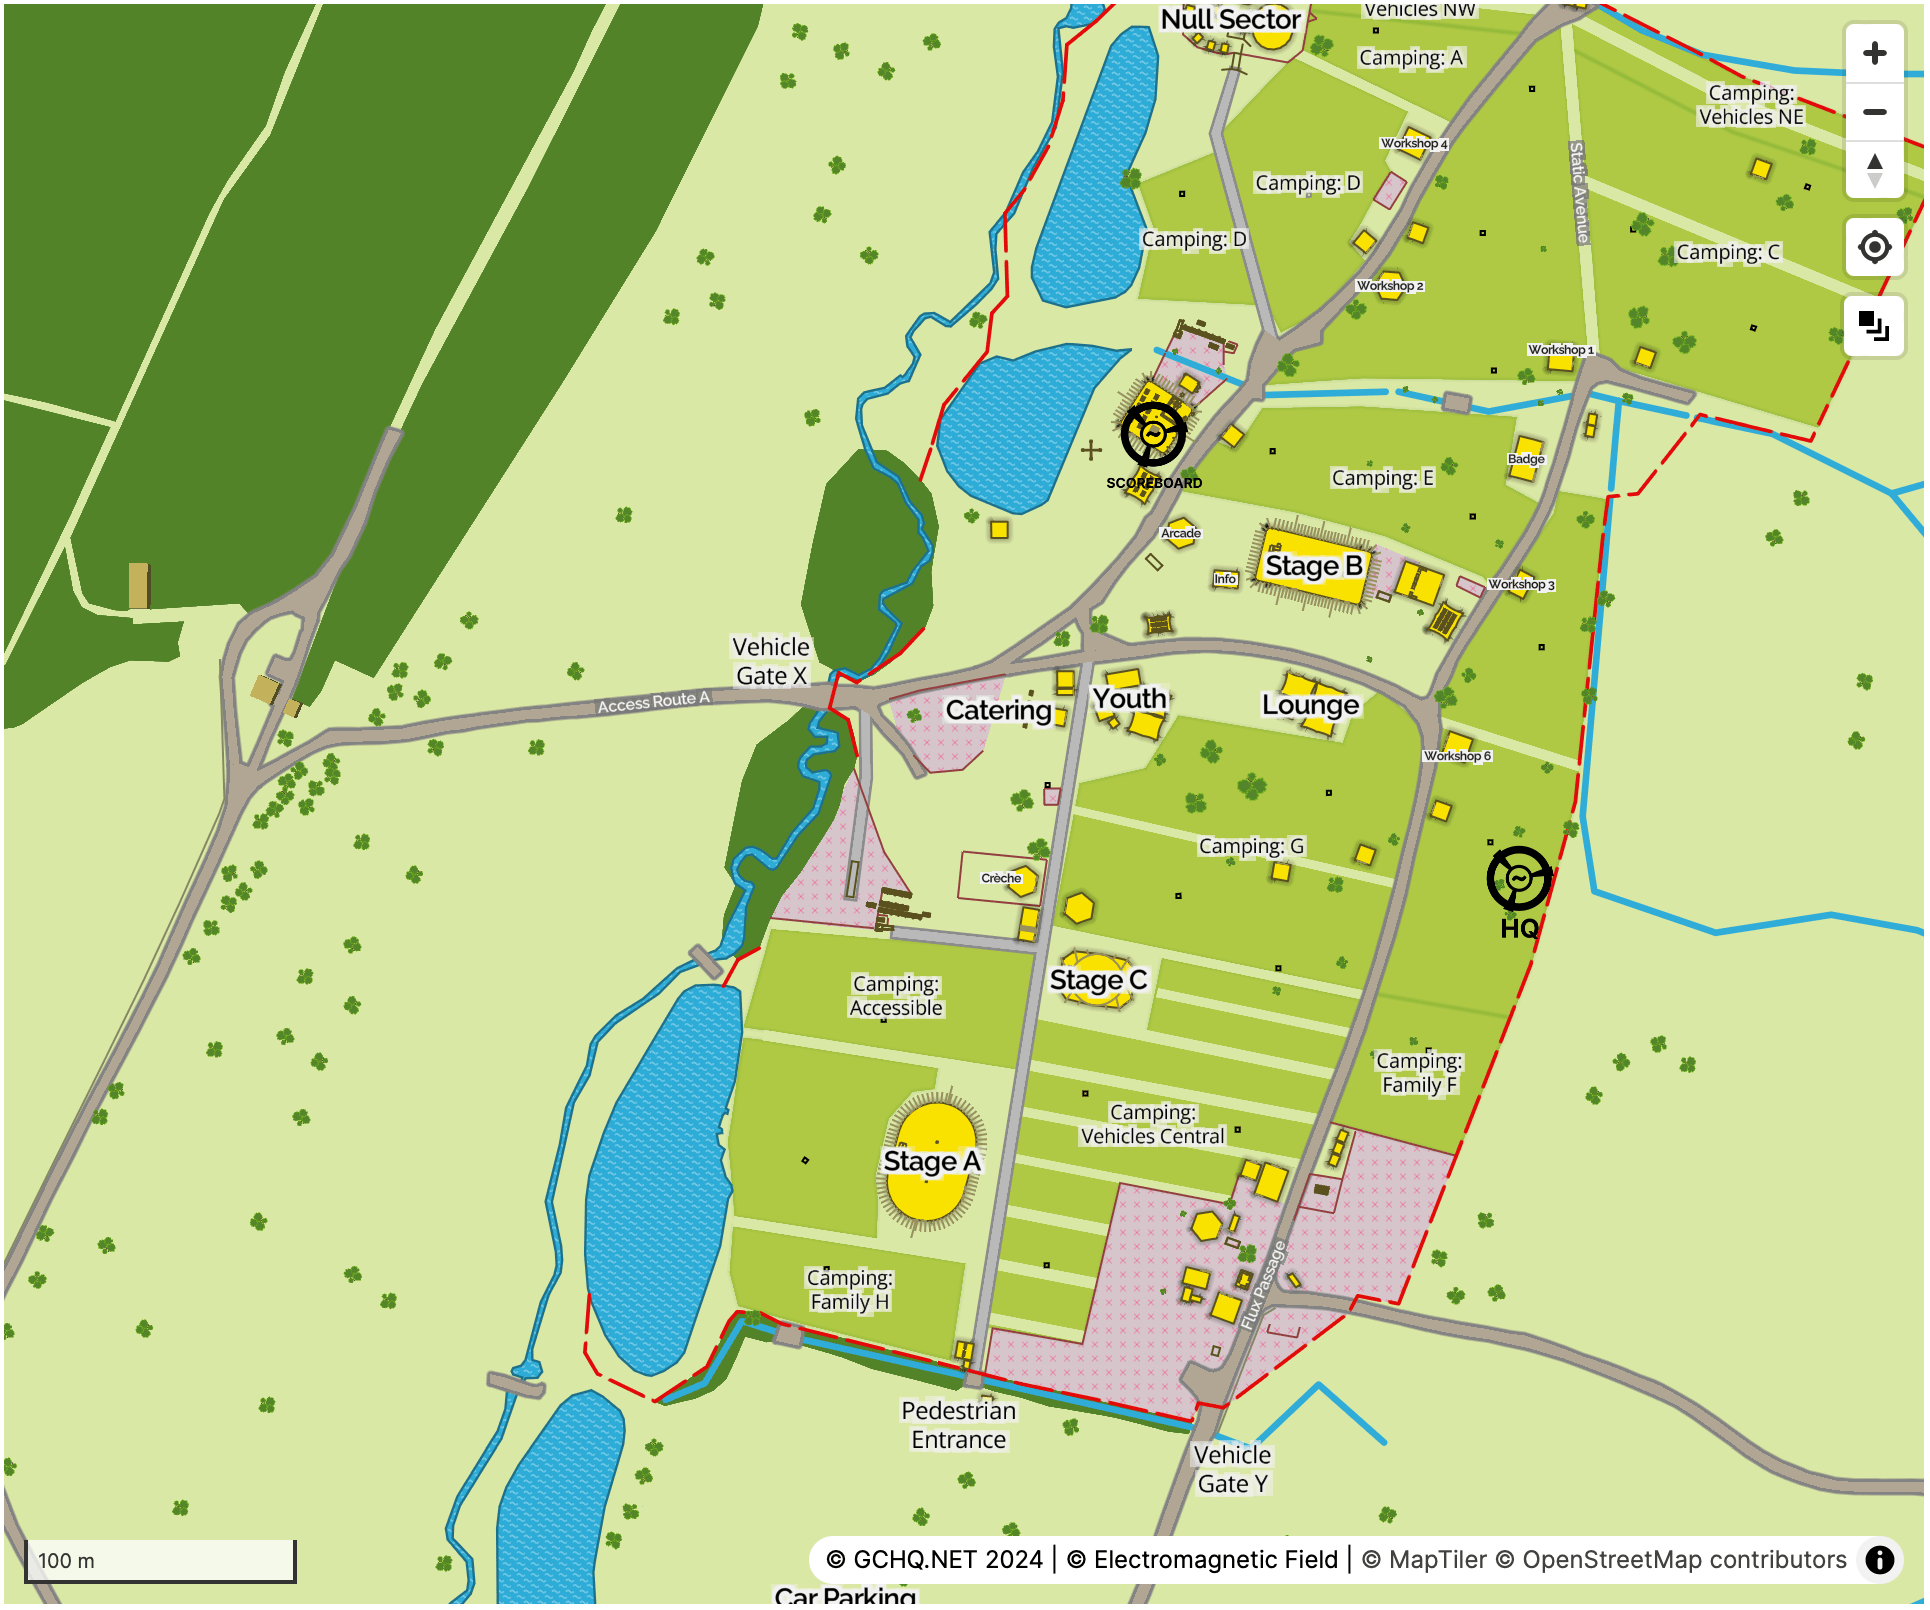 Null Sector
Vehicles NW
Camping: A
Camping:
Vehicles NE
Workshop 4
Static Avenue
Camping: D
Camping: D
Camping: C
Workshop 2
Workshop 1
SCOREBOARD
Camping: E
Badge
Arcade
Stage B
Info
Workshop 3
Vehicle
Gate X
Access Route A
Catering
Youth
Lounge
Workshop 6
Camping: G
Crèche
HQ
Stage C
Camping:
Accessible
Camping:
Family F
Camping:
Vehicles Central
Stage A
Camping:
Family H
Flux Passage
Pedestrian
Entrance
Vehicle
Gate Y
100 m
© GCHQ.NET 2024 | © Electromagnetic Field | © MapTiler © OpenStreetMap contributors
Car Parking